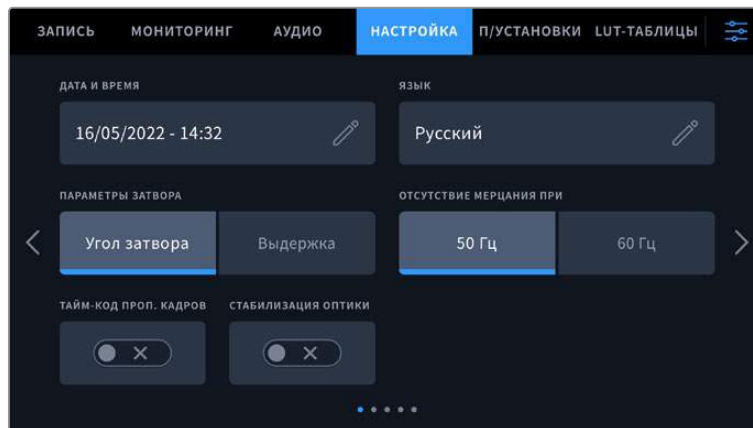 ЗАПИСЬ МОНИТОРИНГ АУДИО НАСТРОЙКА П/УСТАНОВКИ LUT-ТАБЛИЦЫ
ДАТА И ВРЕМЯ ЯЗЫК
16/05/2022 - 14:32 Русский
ПАРАМЕТРЫ ЗАТВОРА ОТСУТСТВИЕ МЕРЦАНИЯ ПРИ
Угол затвора Выдержка 50 Гц 60 Гц
ТАЙМ-КОД ПРОП. КАДРОВ СТАБИЛИЗАЦИЯ ОПТИКИ